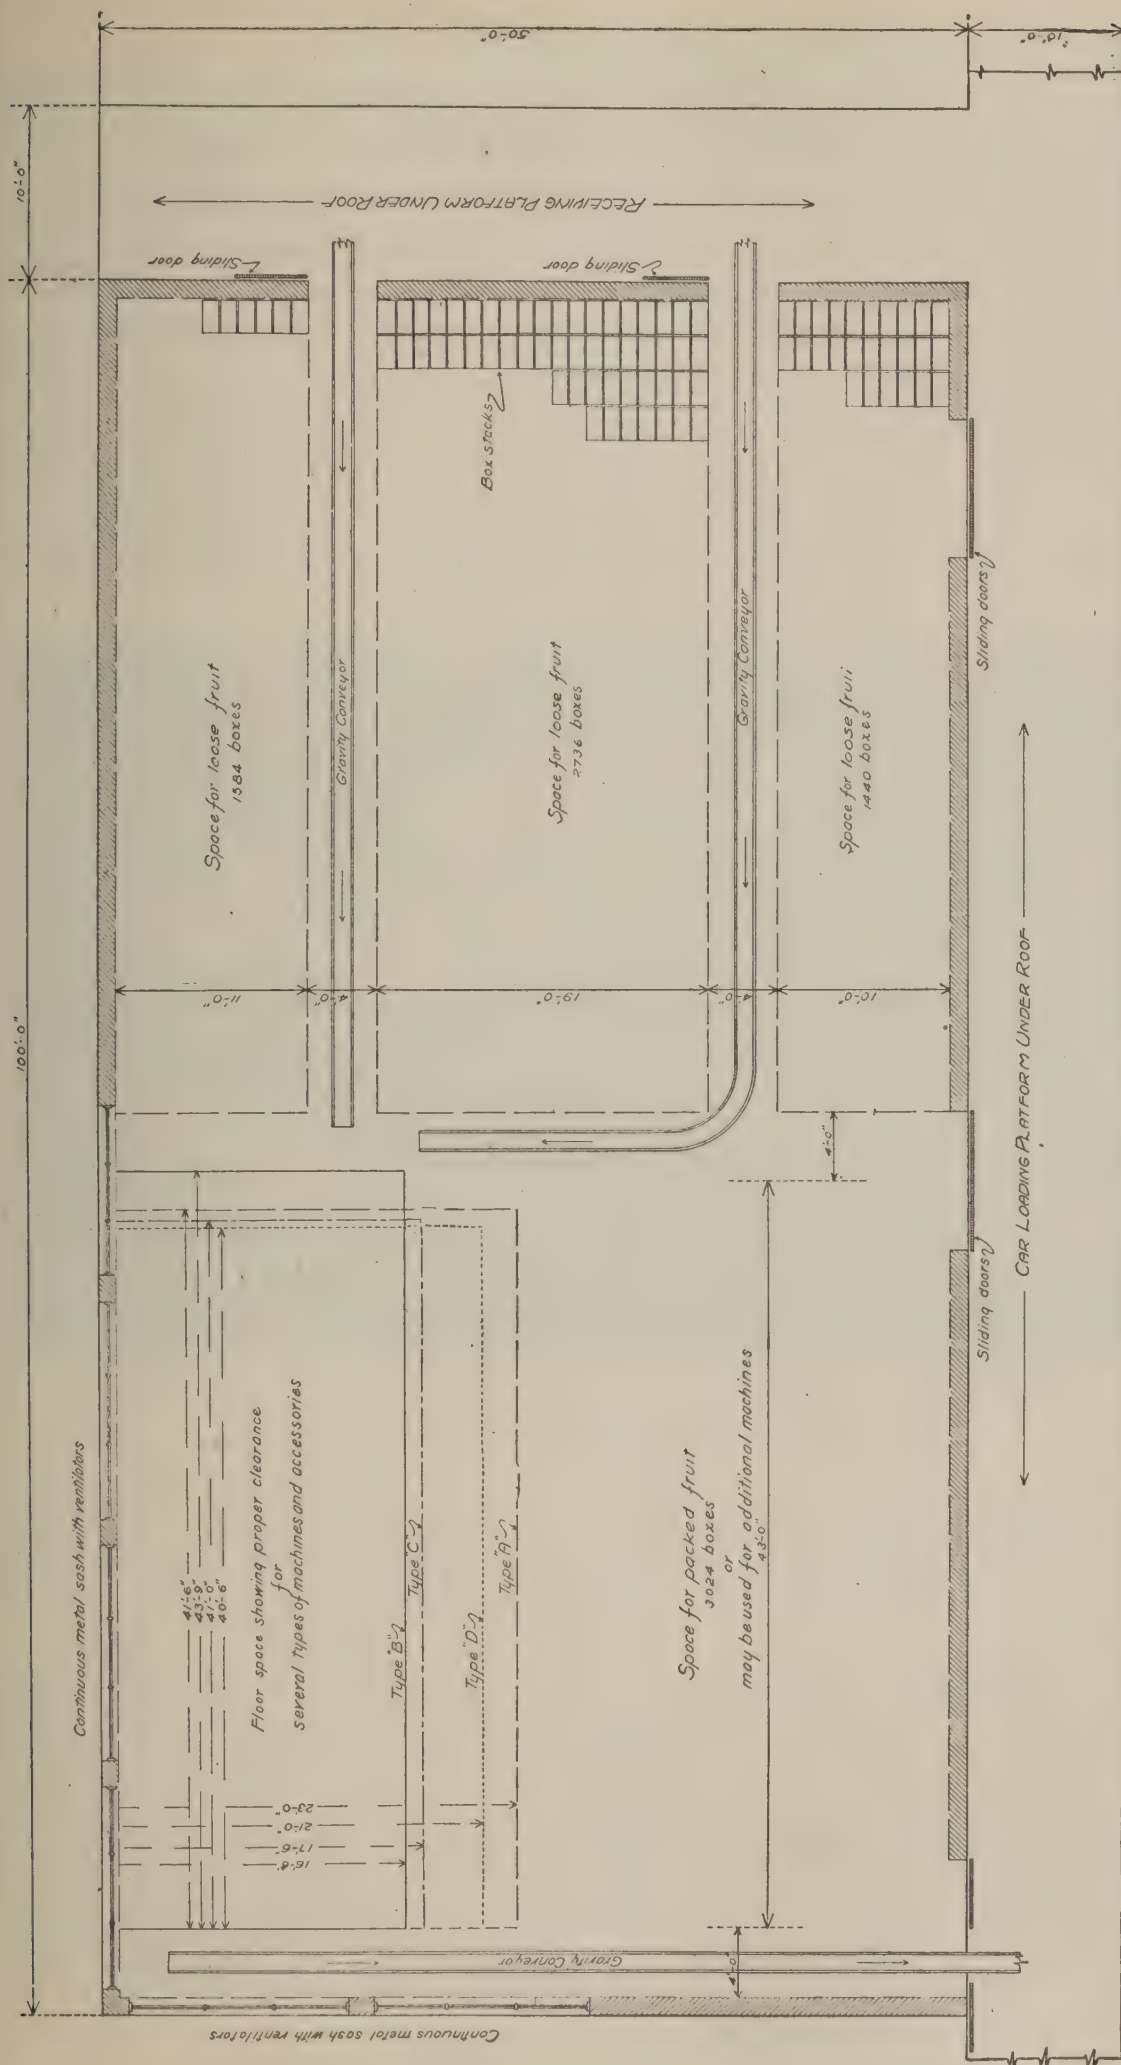 100'-0"
10'-0"
50'-0"
10'-0"
Continuous metal sash with ventilators
Continuous metal sash with ventilators
41'-6"
43'-9"
41'-0"
40'-6"
Floor space showing proper clearance
for
several types of machines and accessories
23'-0"
21'-0"
17'-6"
16'-8"
Type "B"
Type "C"
Type "D"
Type "A"
Space for packed fruit
3024 boxes
or
may be used for additional machines
43'-0"
4'-0"
Gravity Conveyor
4'-0"
Space for loose fruit
1584 boxes
Gravity Conveyor
Space for loose fruit
2736 boxes
Gravity Conveyor
Space for loose fruit
1440 boxes
11'-0"
4'-0"
19'-0"
4'-0"
10'-0"
Box stacks
Sliding door
Sliding door
RECEIVING PLATFORM UNDER ROOF
Sliding doors
Sliding doors
CAR LOADING PLATFORM UNDER ROOF